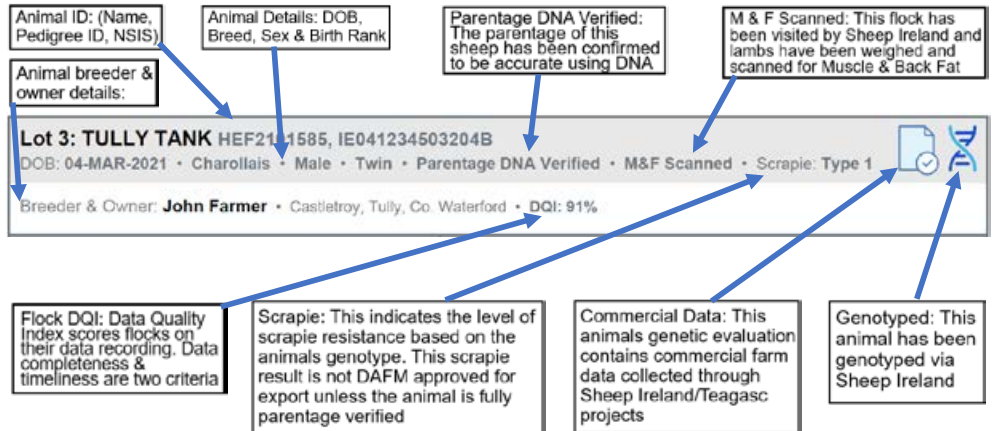 Animal ID: (Name,
Pedigree ID, NSIS)
Animal Details: DOB,
Breed, Sex & Birth Rank
Parentage DNA Verified:
The parentage of this
sheep has been confirmed
to be accurate using DNA
M & F Scanned: This flock has
been visited by Sheep Ireland and
lambs have been weighed and
scanned for Muscle & Back Fat
Animal breeder &
owner details:
Lot 3: TULLY TANK HEF2101585, IE041234503204B
DOB: 04-MAR-2021 • Charollais • Male • Twin • Parentage DNA Verified • M&F Scanned • Scrapie: Type 1
Breeder & Owner: John Farmer • Castletroy, Tully, Co. Waterford • DQI: 91%
Flock DQI: Data Quality
Index scores flocks on
their data recording. Data
completeness &
timeliness are two criteria
Scrapie: This indicates the level of
scrapie resistance based on the
animals genotype. This scrapie
result is not DAFM approved for
export unless the animal is fully
parentage verified
Commercial Data: This
animals genetic evaluation
contains commercial farm
data collected through
Sheep Ireland/Teagasc
projects
Genotyped: This
animal has been
genotyped via
Sheep Ireland